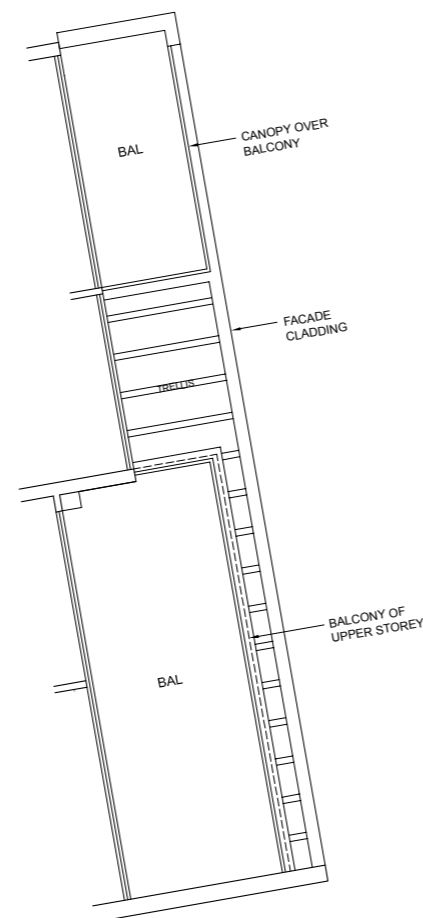 BAL
CANOPY OVER
BALCONY
FACADE
CLADDING
TRELLIS
BALCONY OF
UPPER STOREY
BAL